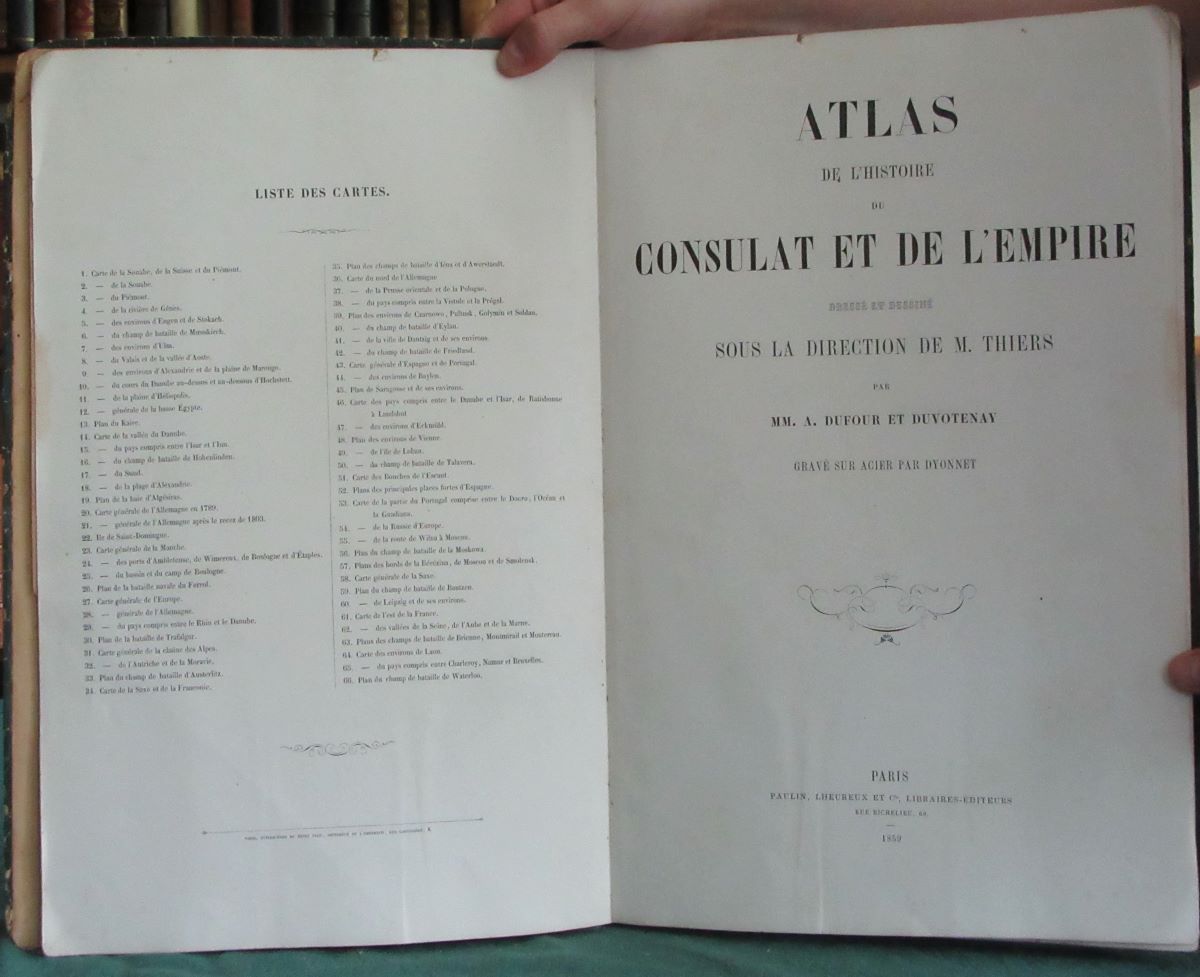 LISTE DES CARTES.
1. Carte de la Souabe, de la Suisse et du Piémont.
2. — de la Souabe.
3. — du Piémont.
4. — de la rivière de Gênes.
5. — des environs d'Engen et de Stokach.
6. — du champ de bataille de Mœsskirch.
7. — des environs d'Ulm.
8. — du Valais et de la vallée d'Aoste.
9. — des environs d'Alexandrie et de la plaine de Marengo.
10. — du cours du Danube au-dessus et au-dessous d'Hochstett.
11. — de la plaine d'Héliopolis.
12. — générale de la basse Égypte.
13. Plan du Kaire.
14. Carte de la vallée du Danube.
15. — du pays compris entre l'Isar et l'Inn.
16. — du champ de bataille de Hohenlinden.
17. — du Sund.
18. — de la plage d'Alexandrie.
19. Plan de la baie d'Algésiras.
20. Carte générale de l'Allemagne en 1789.
21. — générale de l'Allemagne après le recez de 1803.
22. Ile de Saint-Domingue.
23. Carte générale de la Manche.
24. — des ports d'Ambleteuse, de Wimereux, de Boulogne et d'Étaples.
25. — du bassin et du camp de Boulogne.
26. Plan de la bataille navale du Ferrol.
27. Carte générale de l'Europe.
28. — générale de l'Allemagne.
29. — du pays compris entre le Rhin et le Danube.
30. Plan de la bataille de Trafalgar.
31. Carte générale de la chaîne des Alpes.
32. — de l'Autriche et de la Moravie.
33. Plan du champ de bataille d'Austerlitz.
34. Carte de la Saxe et de la Franconie.
35. Plan des champs de bataille d'Iéna et d'Awerstaedt.
36. Carte du nord de l'Allemagne
37. — de la Prusse orientale et de la Pologne.
38. — du pays compris entre la Vistule et la Prégel.
39. Plan des environs de Czarnowo, Pultusk, Golymin et Soldau.
40. — du champ de bataille d'Eylau.
41. — de la ville de Dantzig et de ses environs.
42. — du champ de bataille de Friedland.
43. Carte générale d'Espagne et de Portugal.
44. — des environs de Baylen.
45. Plan de Saragosse et de ses environs.
46. Carte des pays compris entre le Danube et l'Isar, de Ratisbonne
à Landshut
47. — des environs d'Eckmühl.
48. Plan des environs de Vienne.
49. — de l'île de Lobau.
50. — du champ de bataille de Talavera.
51. Carte des Bouches de l'Escaut.
52. Plans des principales places fortes d'Espagne.
53. Carte de la partie du Portugal comprise entre le Douro, l'Océan et
la Guadiana.
54. — de la Russie d'Europe.
55. — de la route de Wilna à Moscou.
56. Plan du champ de bataille de la Moskowa.
57. Plans des bords de la Bérézina, de Moscou et de Smolensk.
58. Carte générale de la Saxe.
59. Plan du champ de bataille de Bautzen.
60. — de Leipzig et de ses environs.
61. Carte de l'est de la France.
62. — des vallées de la Seine, de l'Aube et de la Marne.
63. Plans des champs de bataille de Brienne, Montmirail et Montereau.
64. Carte des environs de Laon.
65. — du pays compris entre Charleroy, Namur et Bruxelles.
66. Plan du champ de bataille de Waterloo.
ATLAS
DE L'HISTOIRE
DU
CONSULAT ET DE L'EMPIRE
DRESSÉ ET DESSINÉ
SOUS LA DIRECTION DE M. THIERS
PAR
MM. A. DUFOUR ET DUVOTENAY
GRAVÉ SUR ACIER PAR DYONNET
PARIS
PAULIN, LHEUREUX ET Cie, LIBRAIRES-ÉDITEURS
RUE RICHELIEU, 60.
1859